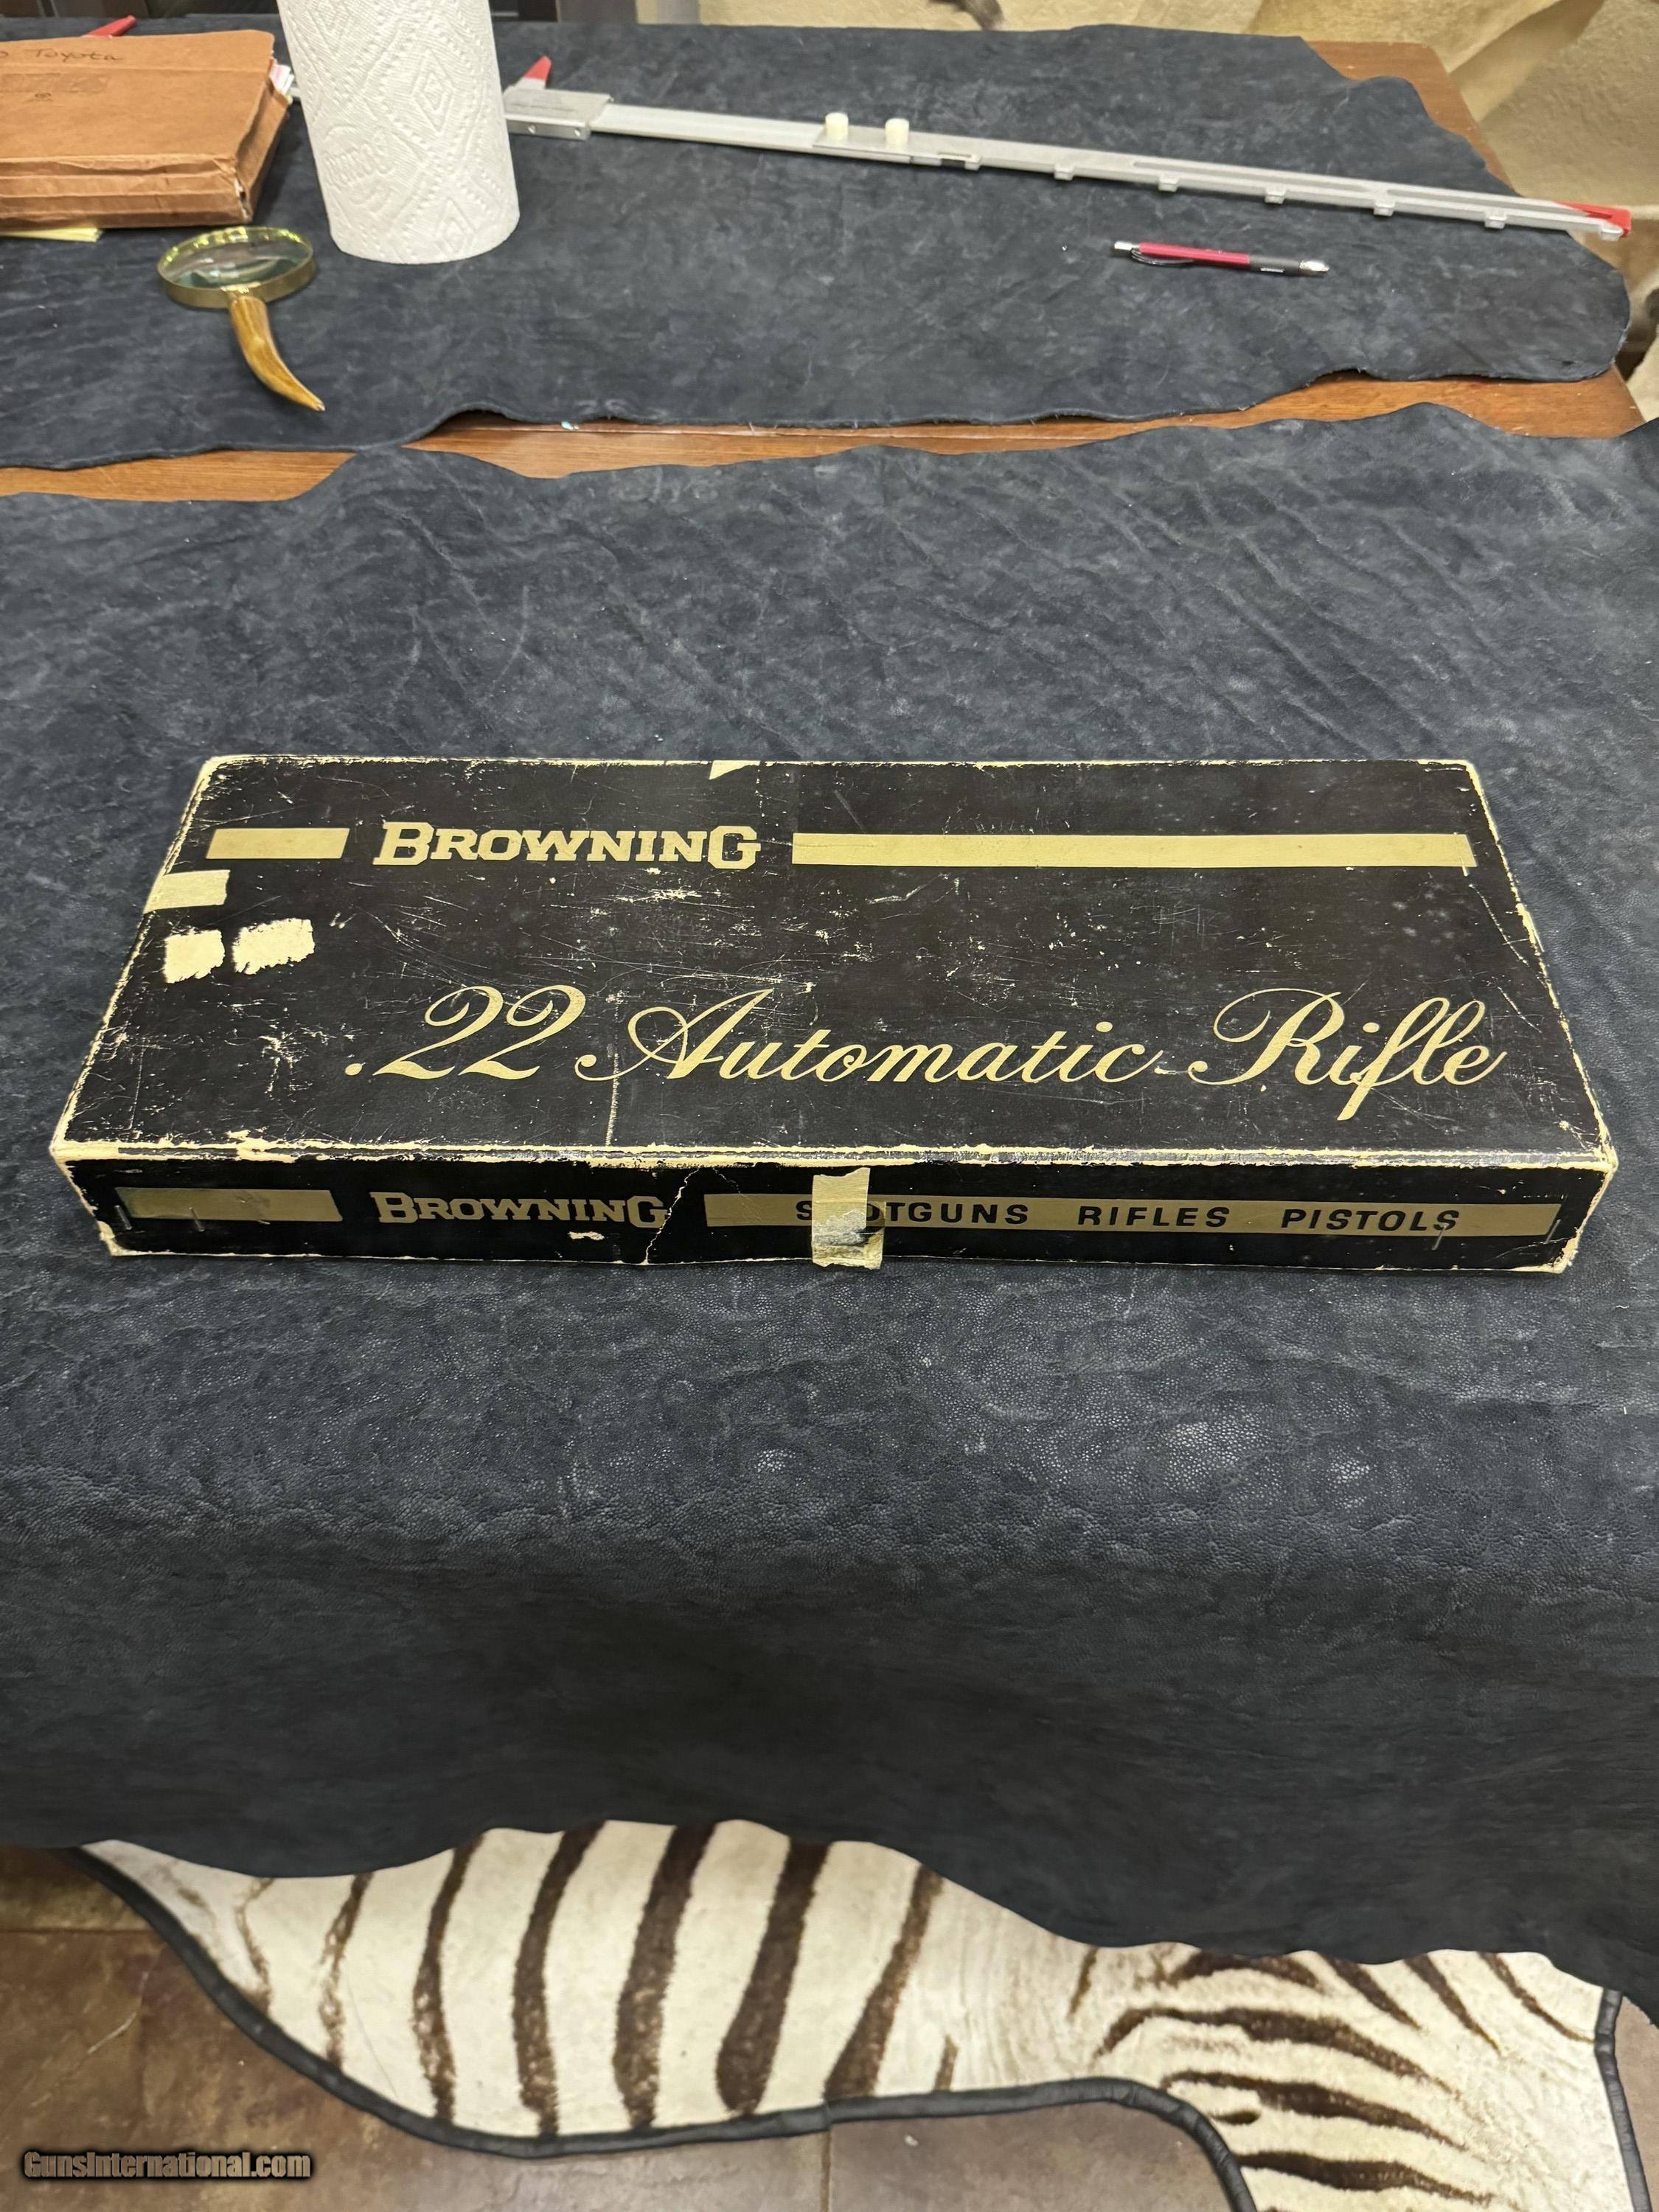 Toyota
BROWNING
.22 Automatic Rifle
BROWNING RIFLES PISTOLS
GunsInternational.com